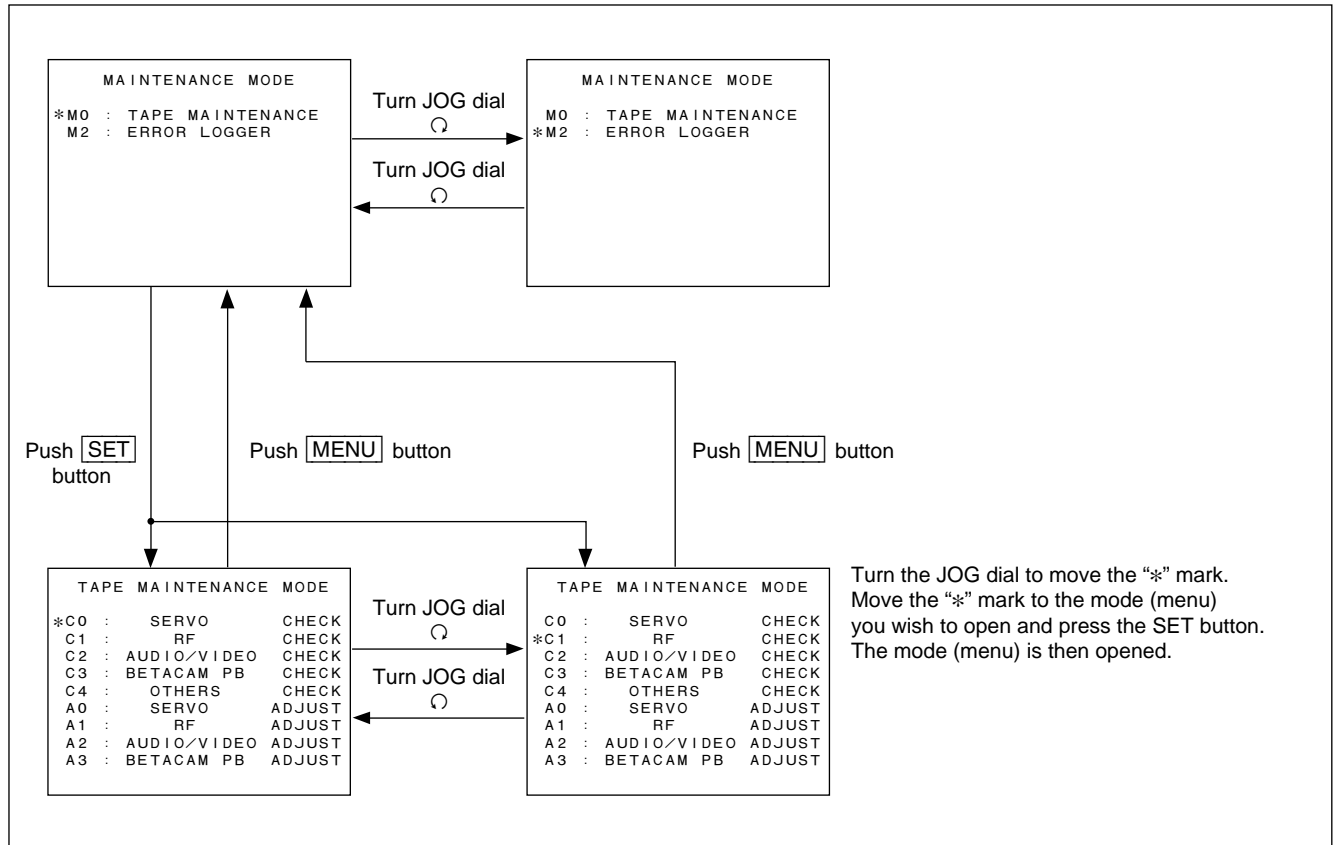 MAINTENANCE MODE
*M0 : TAPE MAINTENANCE
M2 : ERROR LOGGER
Turn JOG dial
Turn JOG dial
MAINTENANCE MODE
M0 : TAPE MAINTENANCE
*M2 : ERROR LOGGER
Push SET
button
Push MENU button
Push MENU button
TAPE MAINTENANCE MODE
*C0 : SERVO CHECK
C1 : RF CHECK
C2 : AUDIO/VIDEO CHECK
C3 : BETACAM PB CHECK
C4 : OTHERS CHECK
A0 : SERVO ADJUST
A1 : RF ADJUST
A2 : AUDIO/VIDEO ADJUST
A3 : BETACAM PB ADJUST
Turn JOG dial
Turn JOG dial
TAPE MAINTENANCE MODE
C0 : SERVO CHECK
*C1 : RF CHECK
C2 : AUDIO/VIDEO CHECK
C3 : BETACAM PB CHECK
C4 : OTHERS CHECK
A0 : SERVO ADJUST
A1 : RF ADJUST
A2 : AUDIO/VIDEO ADJUST
A3 : BETACAM PB ADJUST
Turn the JOG dial to move the “*” mark.
Move the “*” mark to the mode (menu)
you wish to open and press the SET button.
The mode (menu) is then opened.